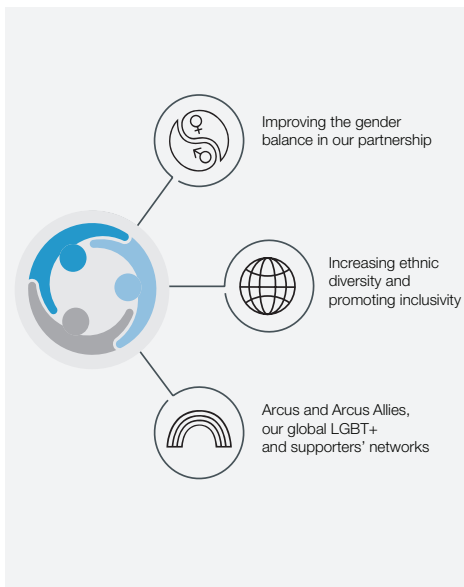 Improving the gender
balance in our partnership
Increasing ethnic
diversity and
promoting inclusivity
Arcus and Arcus Allies,
our global LGBT+
and supporters’ networks